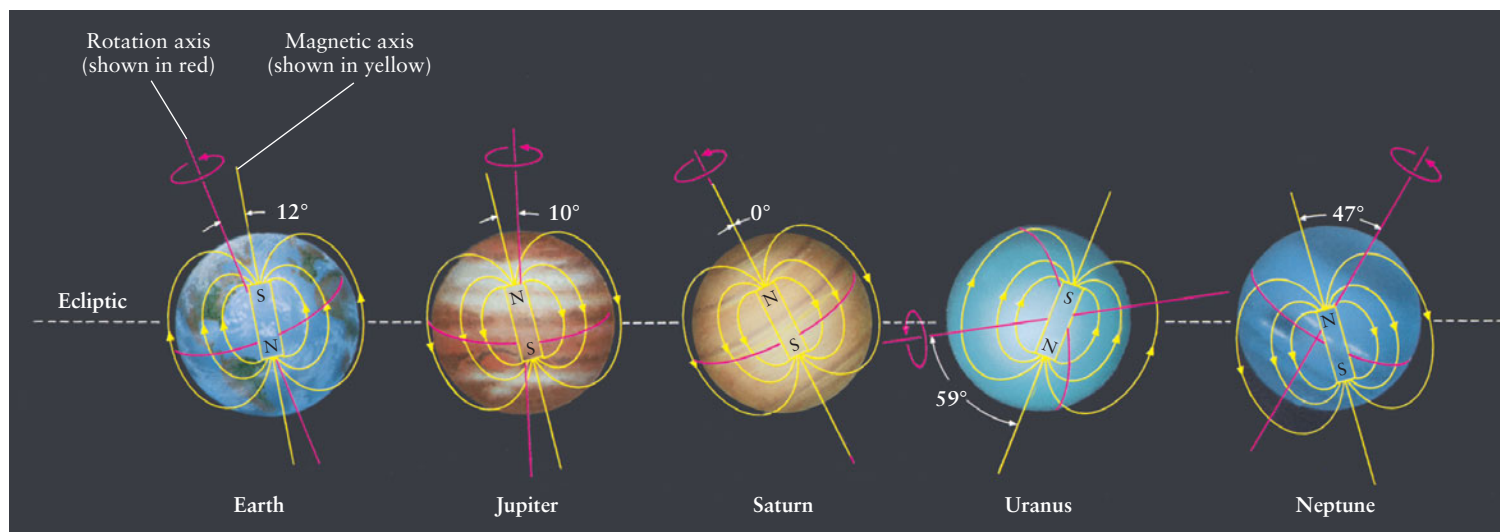 Rotation axis
(shown in red)
Magnetic axis
(shown in yellow)
12°
10°
0°
47°
59°
Ecliptic
S
N
N
S
N
S
S
N
N
S
Earth
Jupiter
Saturn
Uranus
Neptune